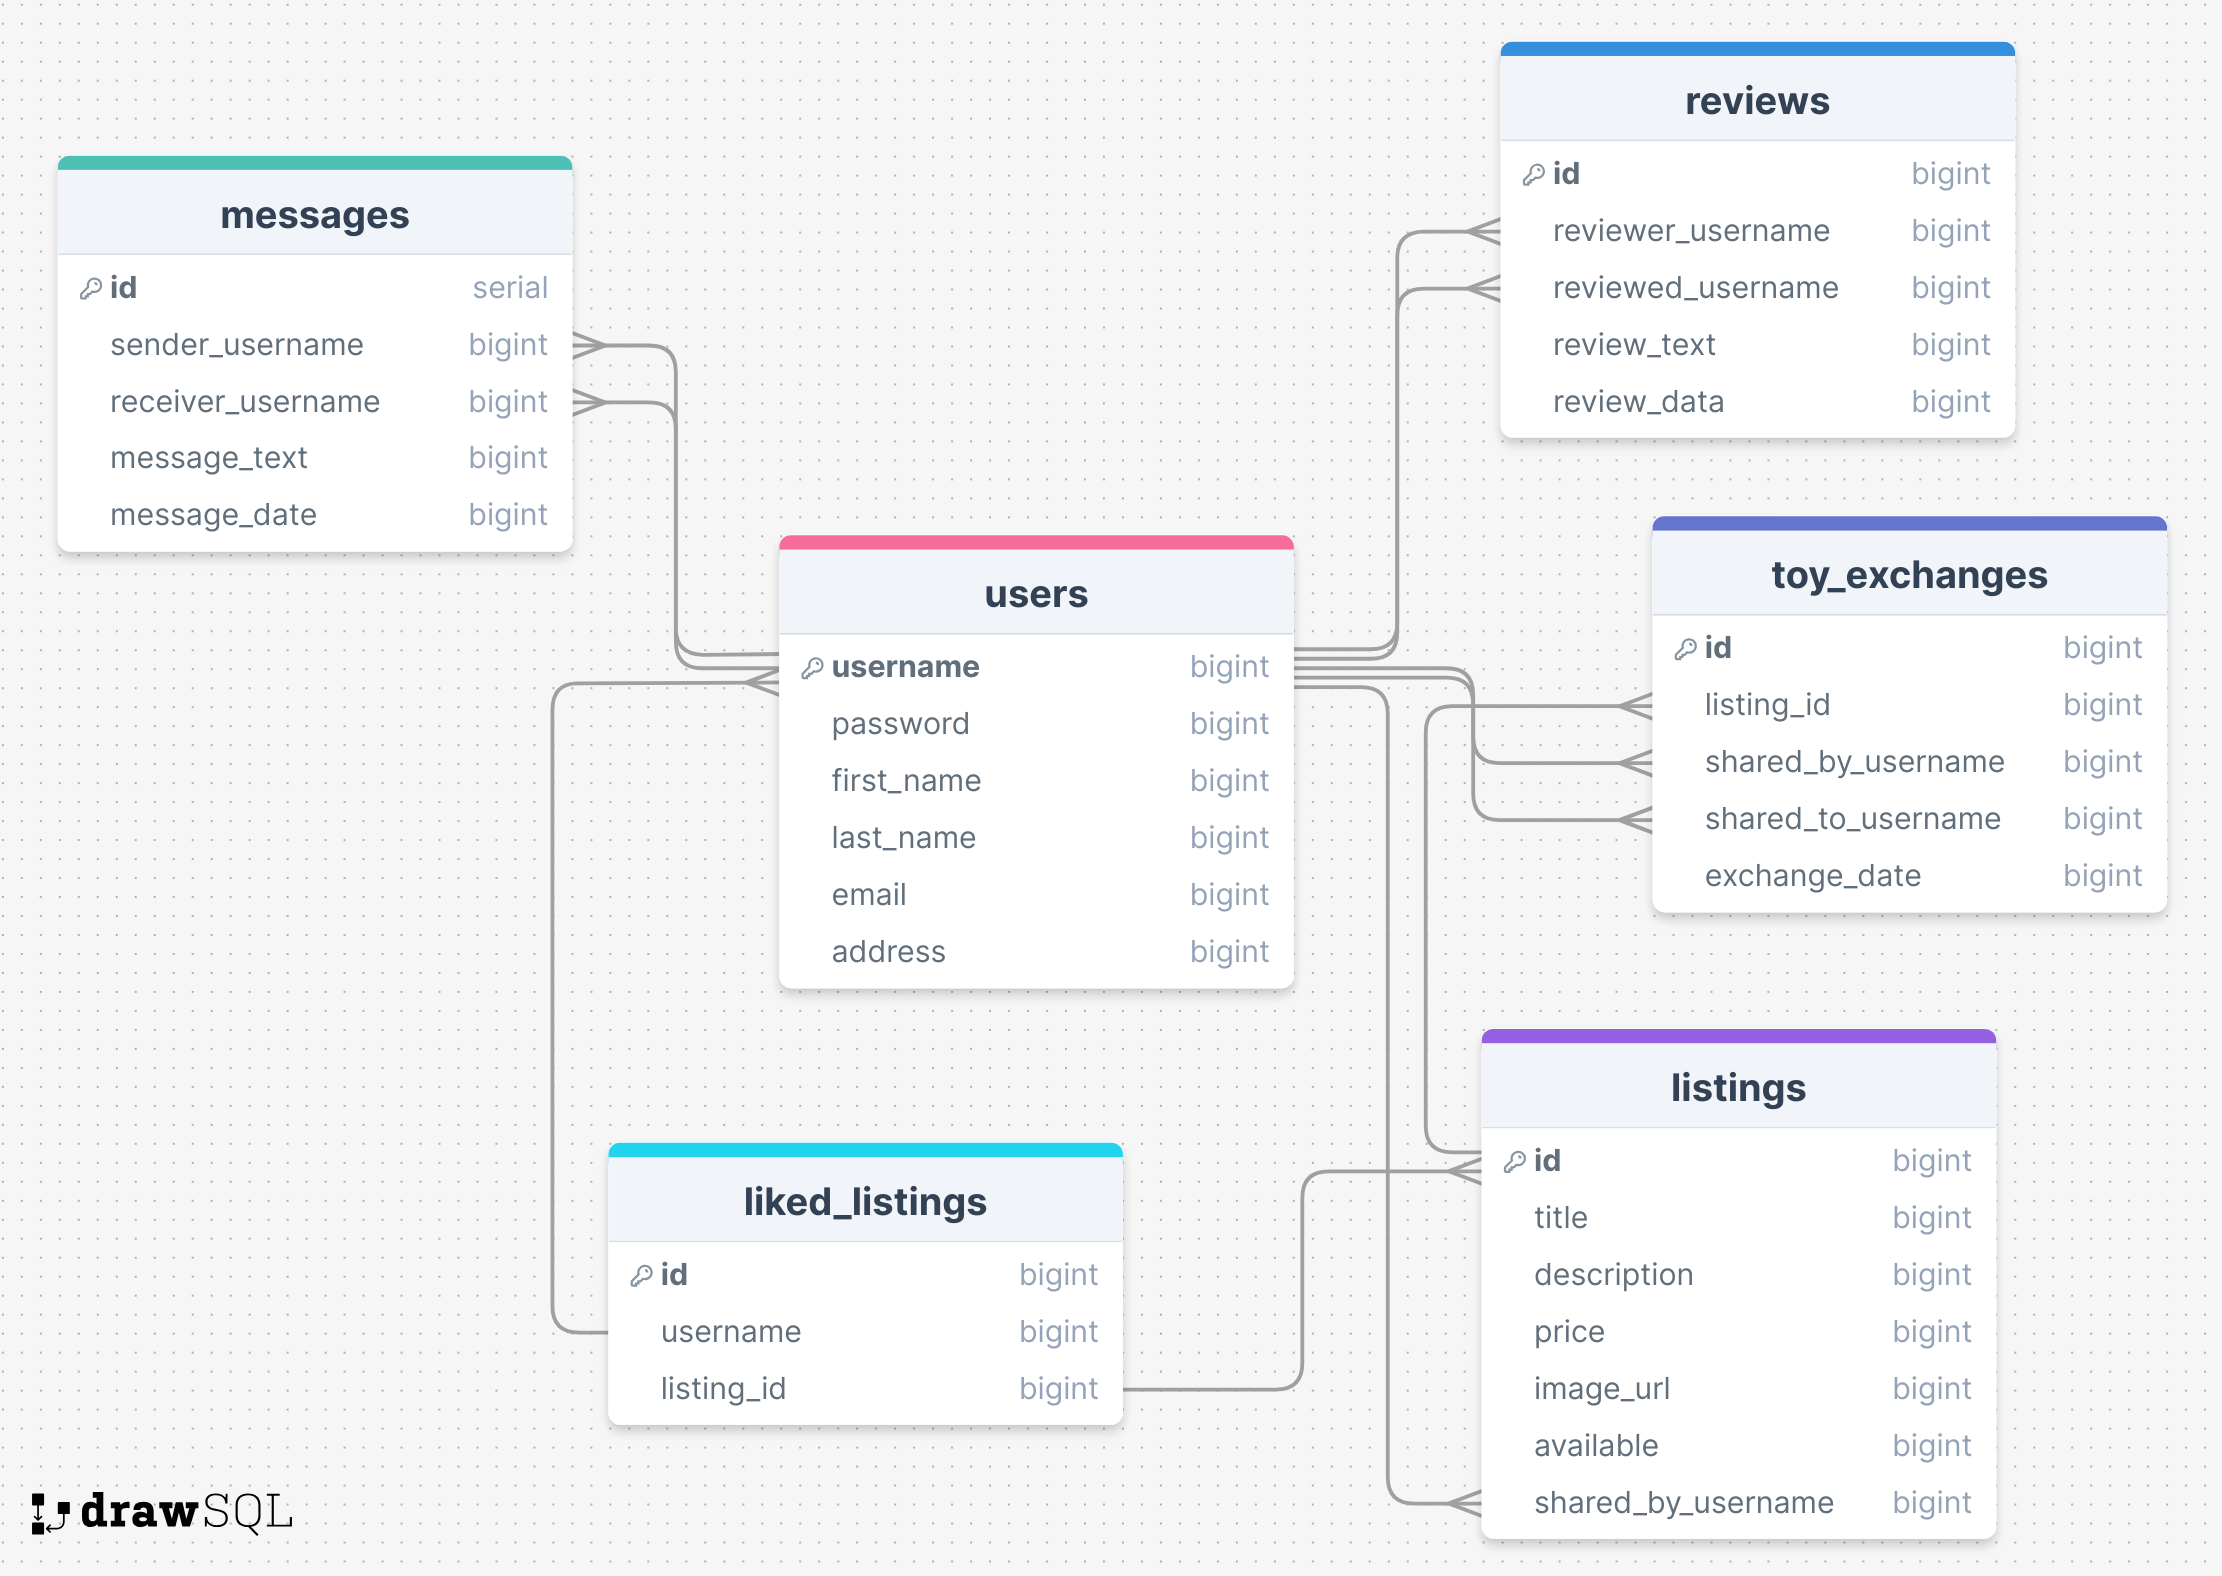 messages
id serial
sender_username bigint
receiver_username bigint
message_text bigint
message_date bigint
users
username bigint
password bigint
first_name bigint
last_name bigint
email bigint
address bigint
reviews
id bigint
reviewer_username bigint
reviewed_username bigint
review_text bigint
review_data bigint
toy_exchanges
id bigint
listing_id bigint
shared_by_username bigint
shared_to_username bigint
exchange_date bigint
liked_listings
id bigint
username bigint
listing_id bigint
listings
id bigint
title bigint
description bigint
price bigint
image_url bigint
available bigint
shared_by_username bigint
drawSQL